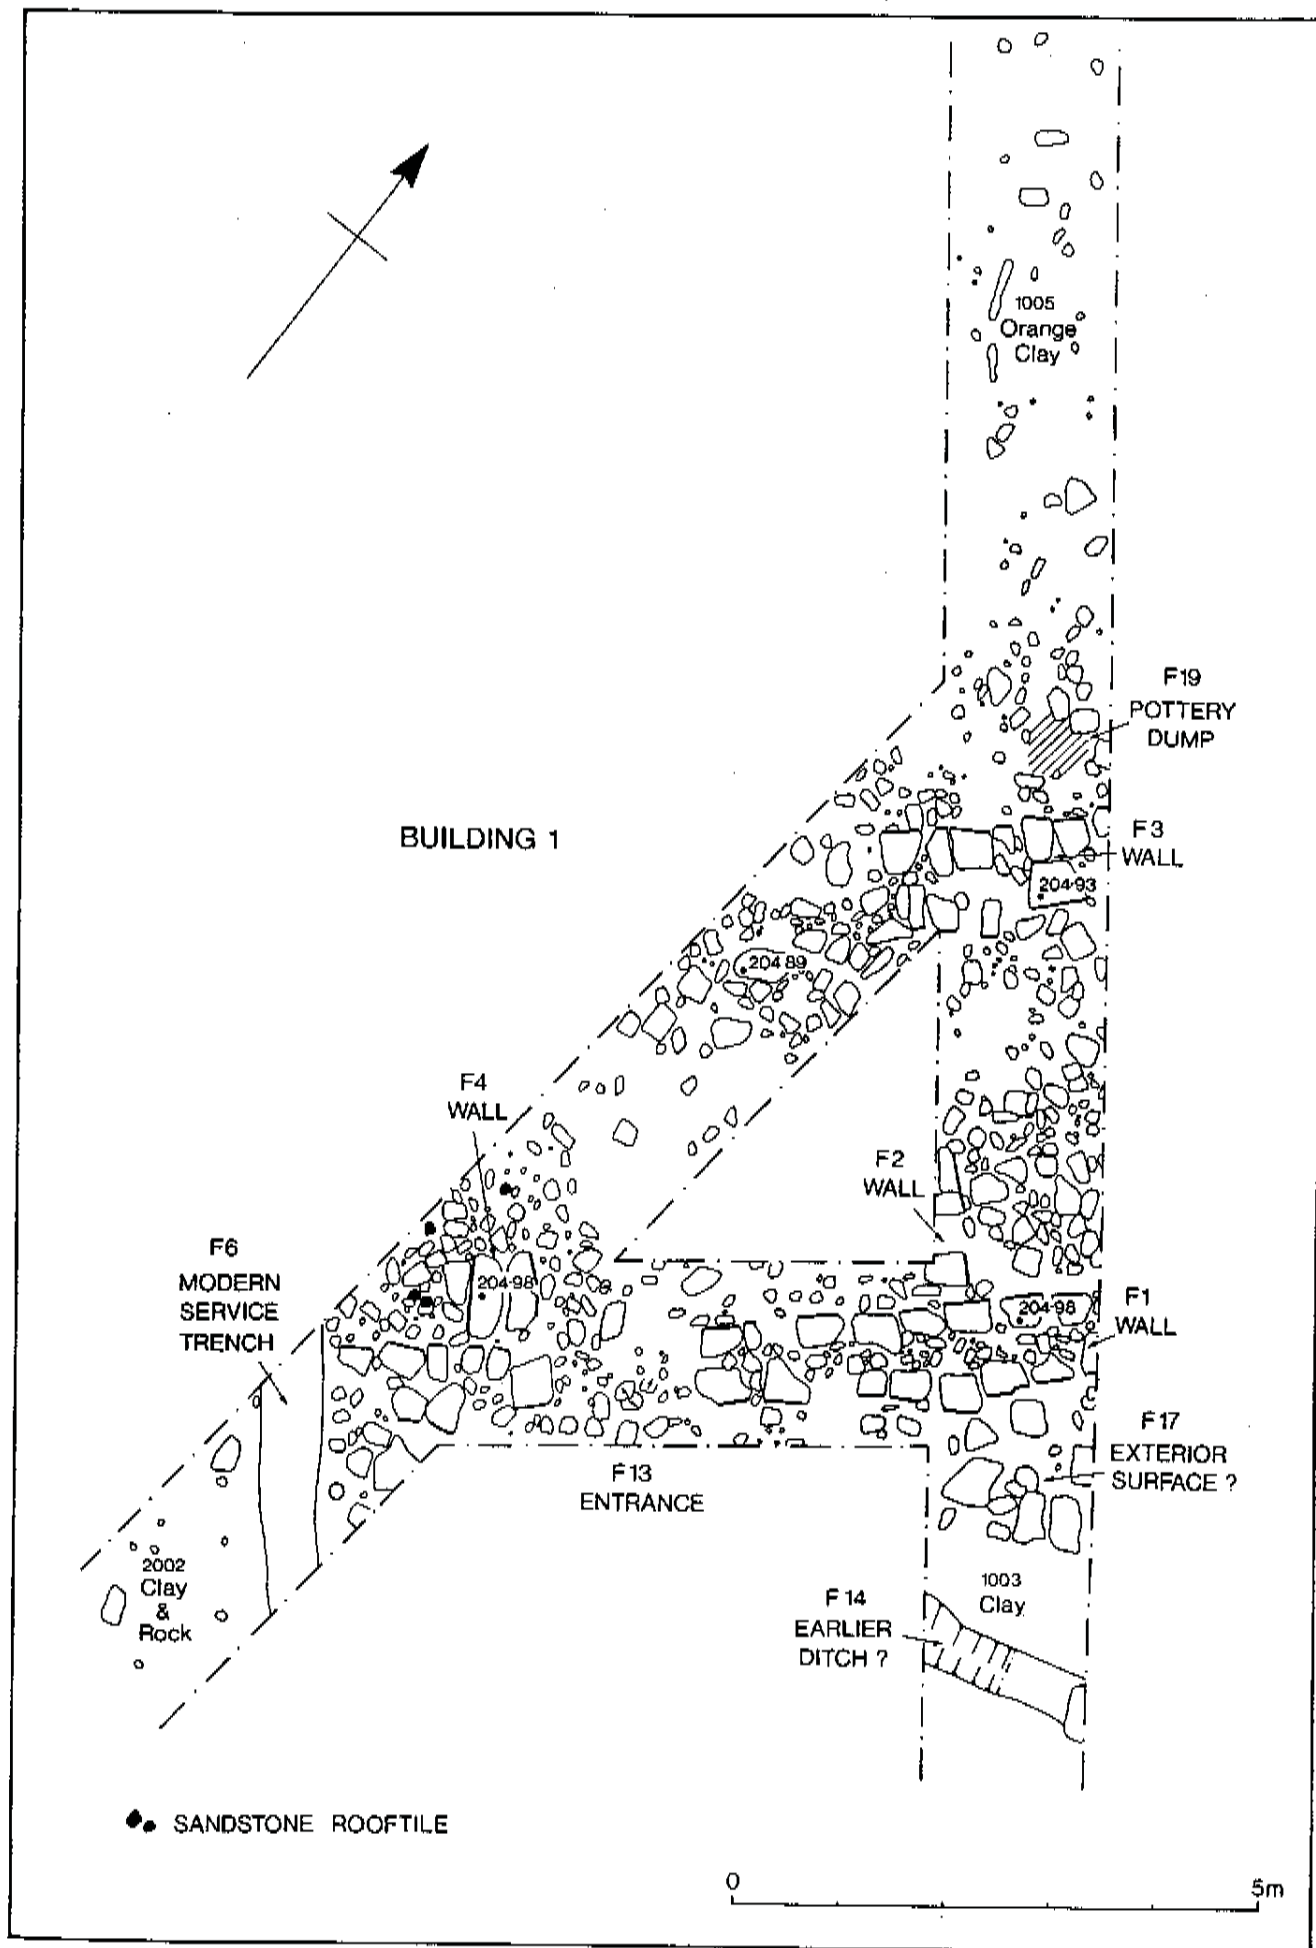 1005
Orange
Clay
F19
POTTERY
DUMP
BUILDING 1
F3
WALL
204·93
204 89
F4
WALL
F2
WALL
F6
MODERN
SERVICE
TRENCH
204·98
204·98
F1
WALL
F17
EXTERIOR
SURFACE ?
F13
ENTRANCE
2002
Clay
&
Rock
1003
Clay
F14
EARLIER
DITCH ?
SANDSTONE ROOFTILE
0 5m